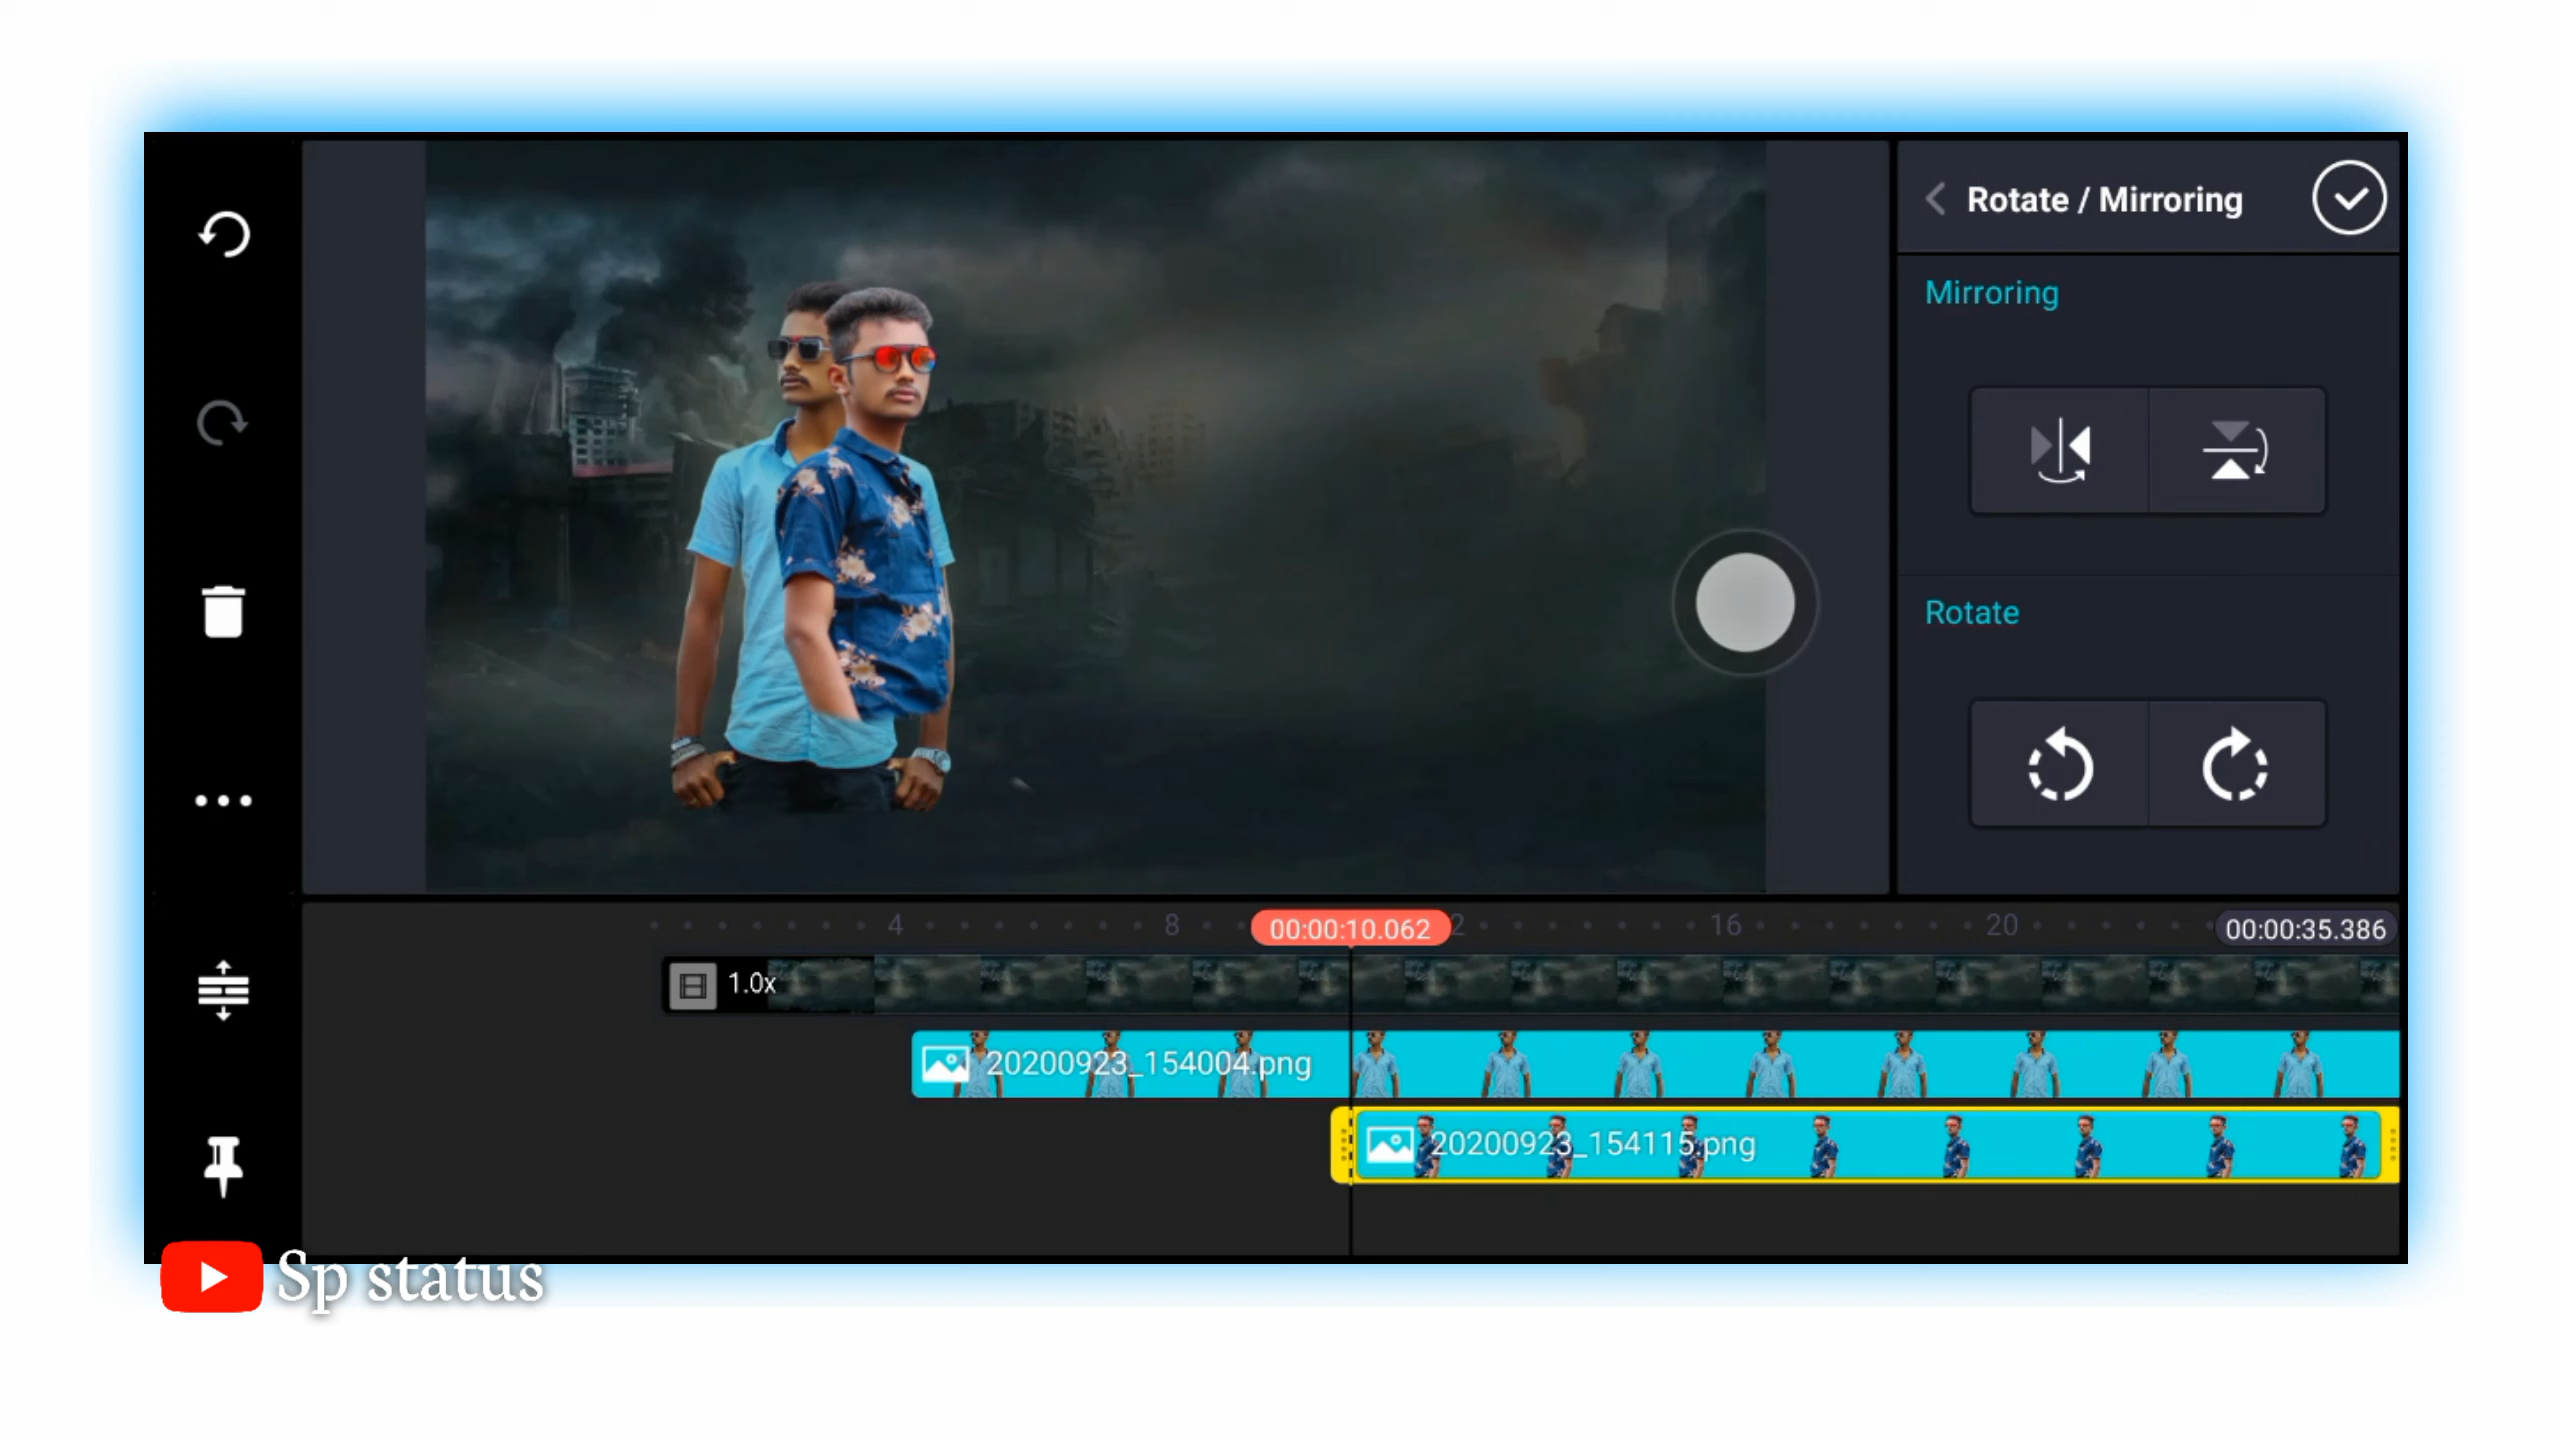 Rotate / Mirroring
Mirroring
Rotate
4 8 00:00:10.062 2 16 20 00:00:35.386
1.0x
20200923_154004.png
20200923_154115.png
Sp status